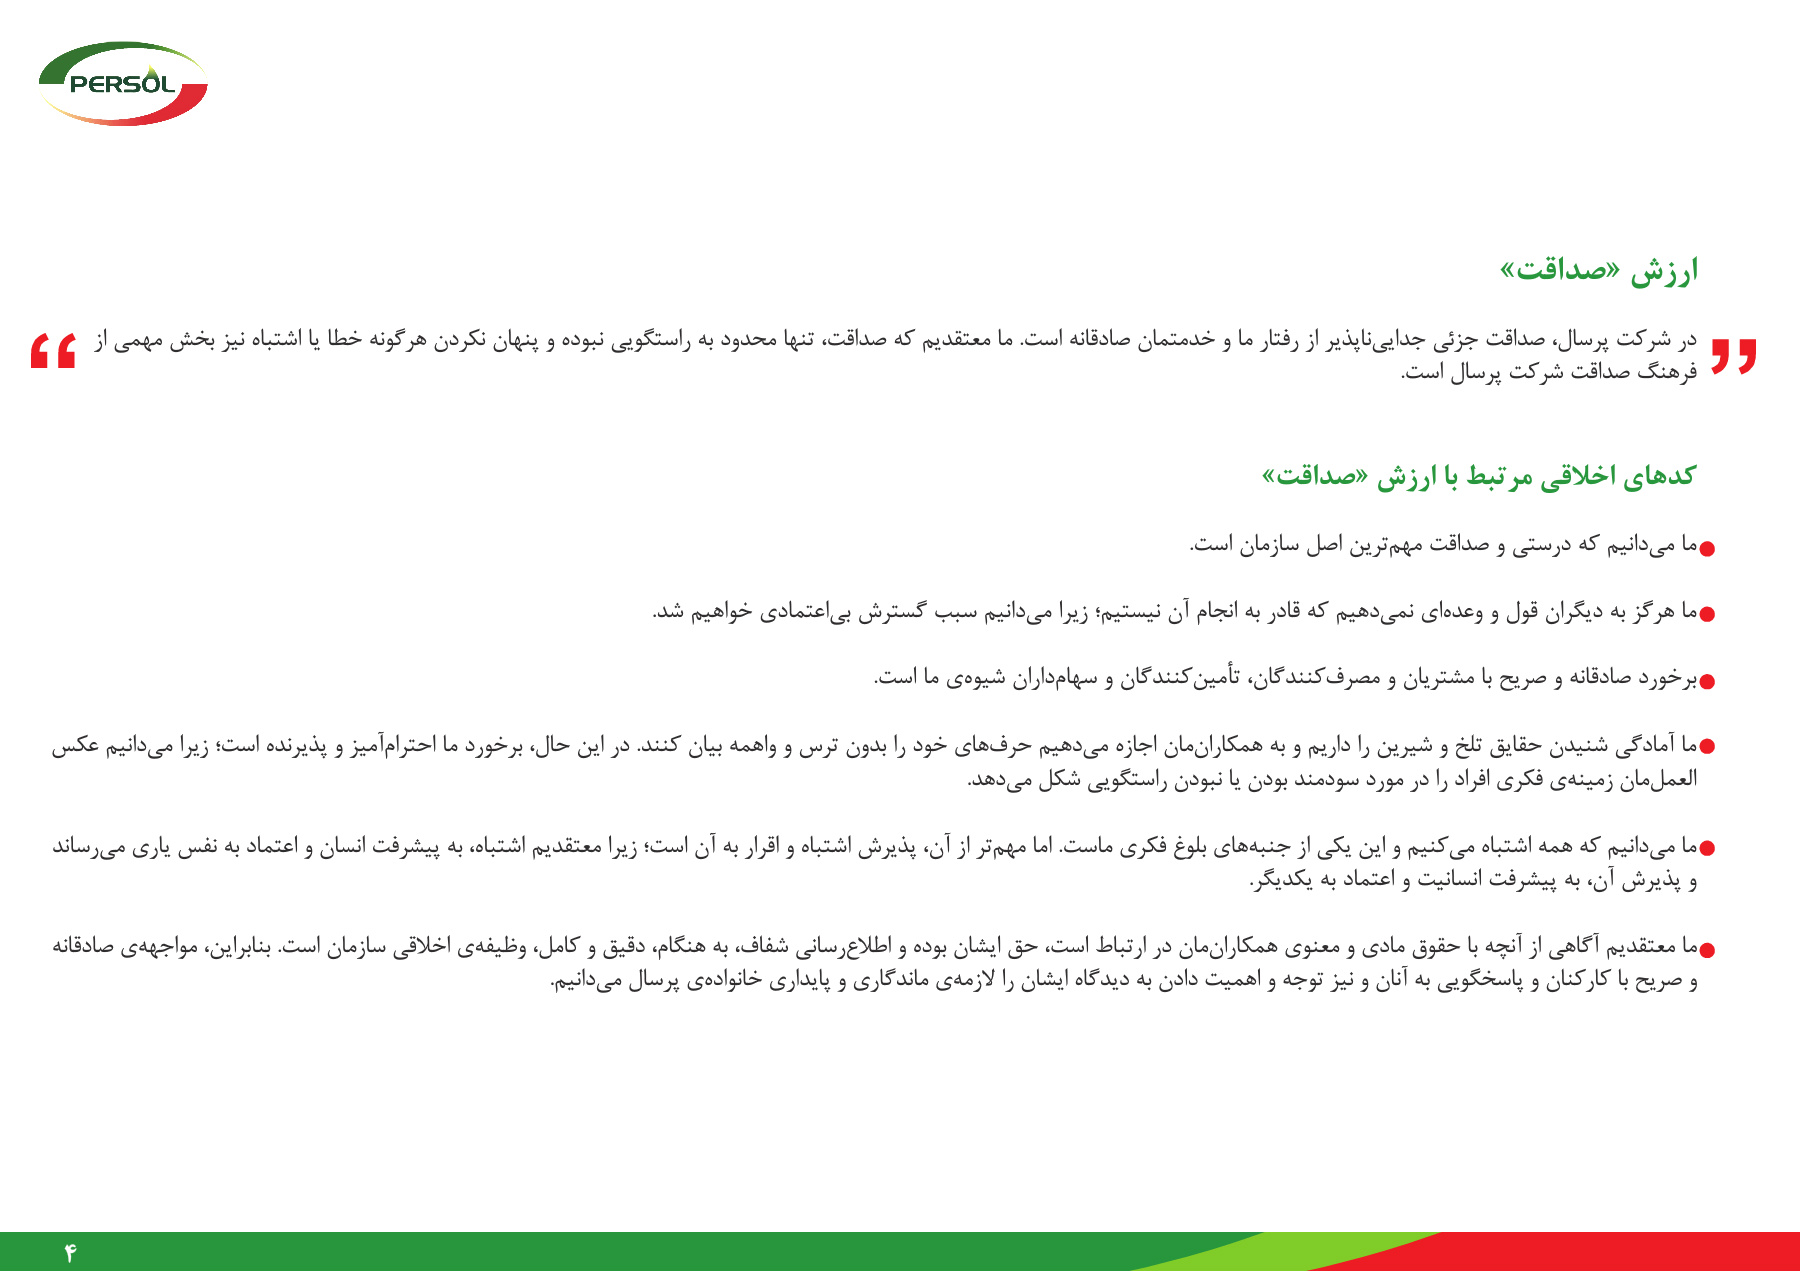 PERSOL
ارزش «صداقت»
در شرکت پرسال، صداقت جزئی جدایی‌ناپذیر از رفتار ما و خدمتمان صادقانه است. ما معتقدیم که صداقت، تنها محدود به راستگویی نبوده و پنهان نکردن هرگونه خطا یا اشتباه نیز بخش مهمی از
فرهنگ صداقت شرکت پرسال است.
کدهای اخلاقی مرتبط با ارزش «صداقت»
ما می‌دانیم که درستی و صداقت مهم‌ترین اصل سازمان است.
ما هرگز به دیگران قول و وعده‌ای نمی‌دهیم که قادر به انجام آن نیستیم؛ زیرا می‌دانیم سبب گسترش بی‌اعتمادی خواهیم شد.
برخورد صادقانه و صریح با مشتریان و مصرف‌کنندگان، تأمین‌کنندگان و سهام‌داران شیوه‌ی ما است.
ما آمادگی شنیدن حقایق تلخ و شیرین را داریم و به همکاران‌مان اجازه می‌دهیم حرف‌های خود را بدون ترس و واهمه بیان کنند. در این حال، برخورد ما احترام‌آمیز و پذیرنده است؛ زیرا می‌دانیم عکس
العمل‌مان زمینه‌ی فکری افراد را در مورد سودمند بودن یا نبودن راستگویی شکل می‌دهد.
ما می‌دانیم که همه اشتباه می‌کنیم و این یکی از جنبه‌های بلوغ فکری ماست. اما مهم‌تر از آن، پذیرش اشتباه و اقرار به آن است؛ زیرا معتقدیم اشتباه، به پیشرفت انسان و اعتماد به نفس یاری می‌رساند
و پذیرش آن، به پیشرفت انسانیت و اعتماد به یکدیگر.
ما معتقدیم آگاهی از آنچه با حقوق مادی و معنوی همکاران‌مان در ارتباط است، حق ایشان بوده و اطلاع‌رسانی شفاف، به هنگام، دقیق و کامل، وظیفه‌ی اخلاقی سازمان است. بنابراین، مواجهه‌ی صادقانه
و صریح با کارکنان و پاسخگویی به آنان و نیز توجه و اهمیت دادن به دیدگاه ایشان را لازمه‌ی ماندگاری و پایداری خانواده‌ی پرسال می‌دانیم.
۴